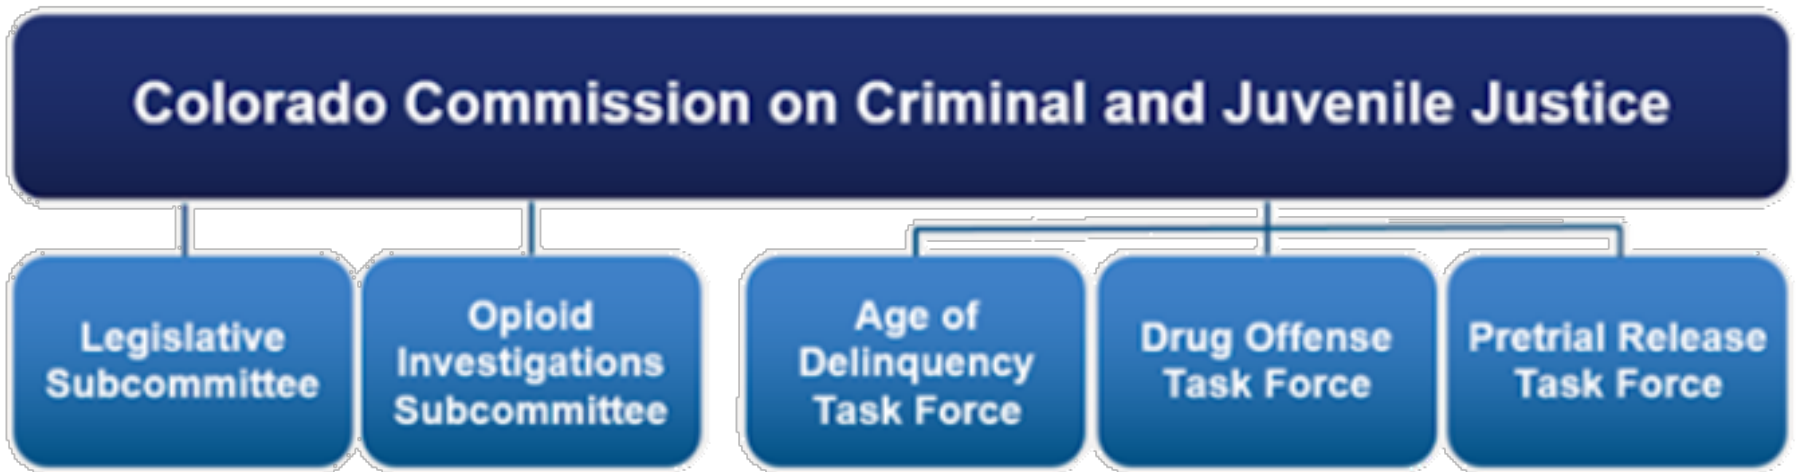 Colorado Commission on Criminal and Juvenile Justice
Legislative
Subcommittee
Opioid
Investigations
Subcommittee
Age of
Delinquency
Task Force
Drug Offense
Task Force
Pretrial Release
Task Force